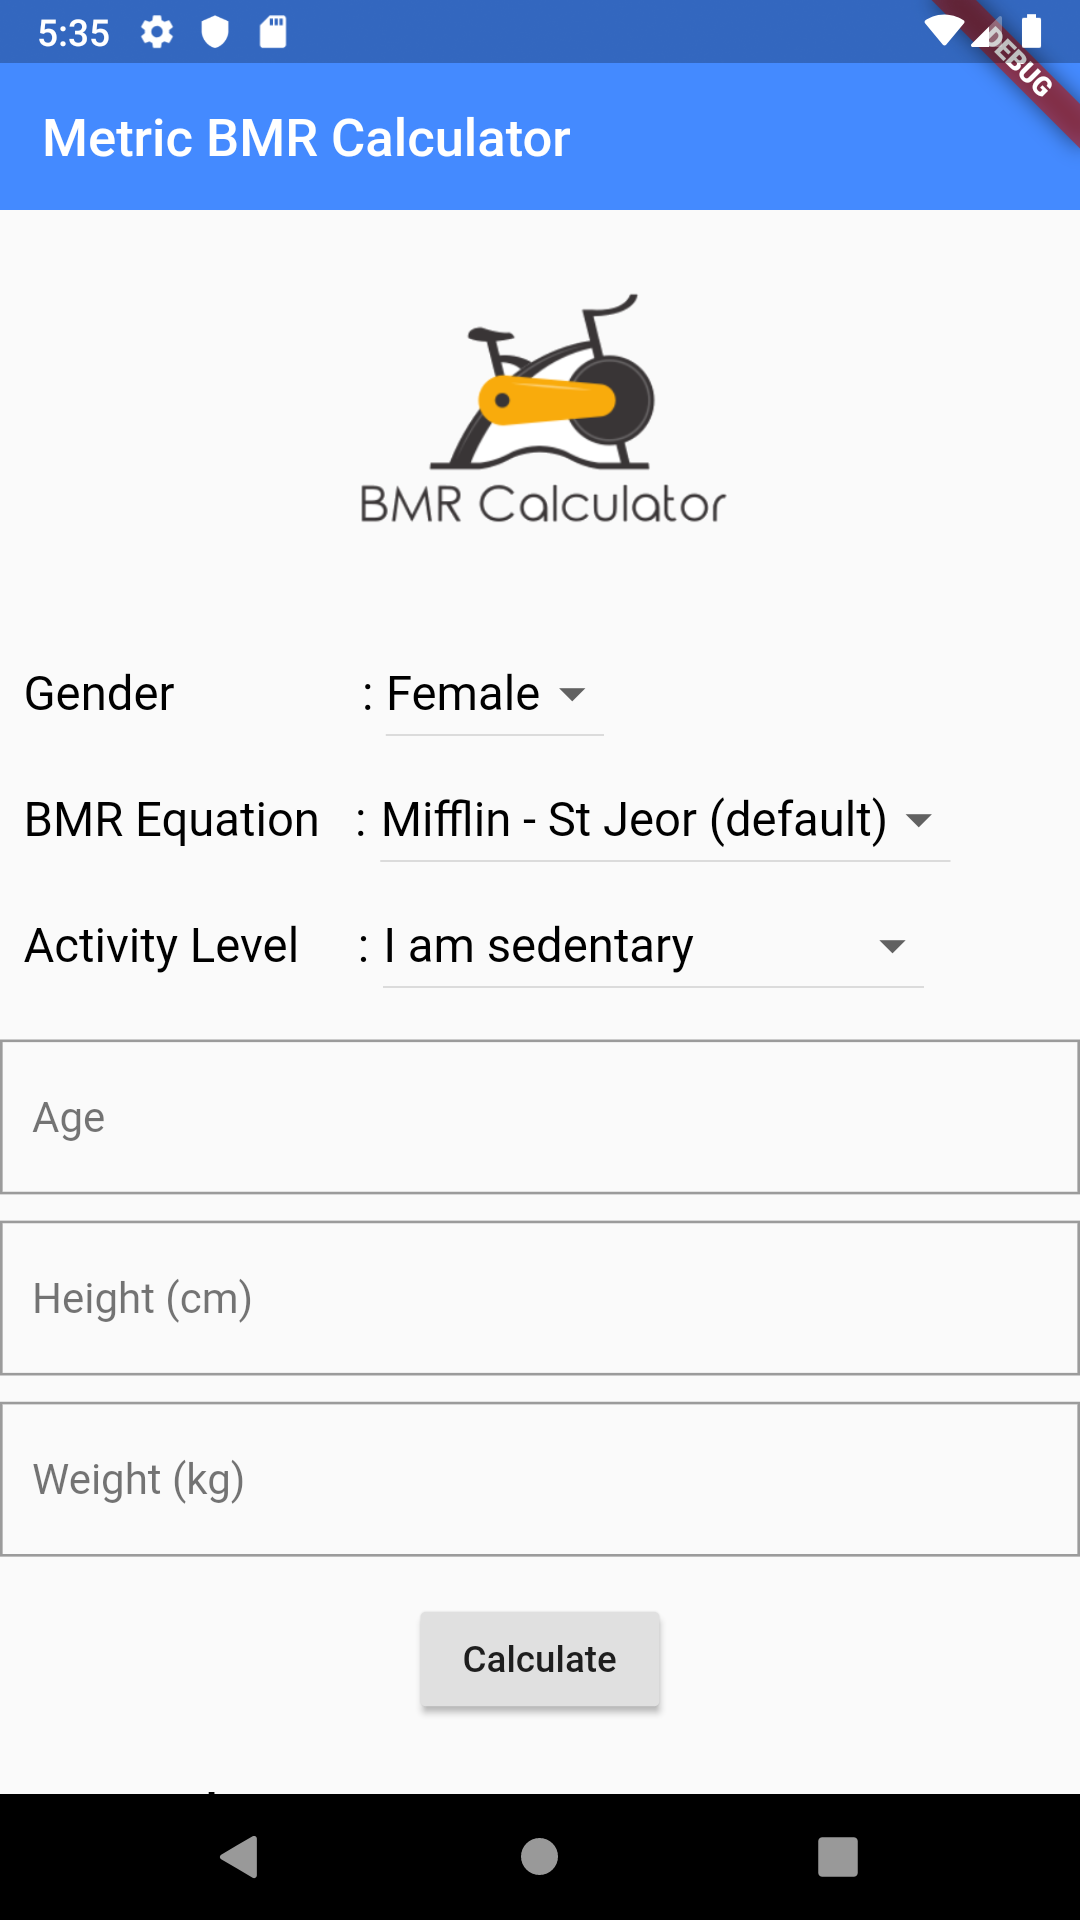 5:35
DEBUG
Metric BMR Calculator
BMR Calculator
Gender : Female
BMR Equation : Mifflin - St Jeor (default)
Activity Level : I am sedentary
Age
Height (cm)
Weight (kg)
Calculate